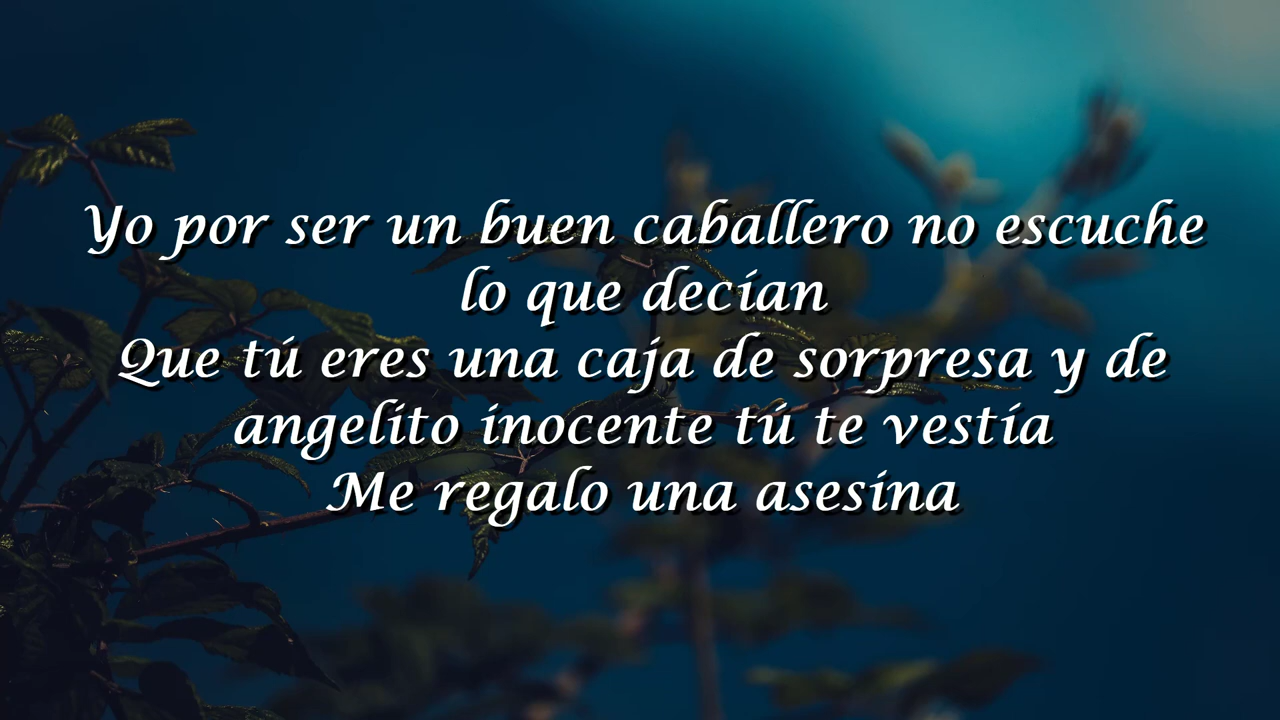 Yo por ser un buen caballero no escuche
lo que decían
Que tú eres una caja de sorpresa y de
angelito inocente tú te vestía
Me regalo una asesina